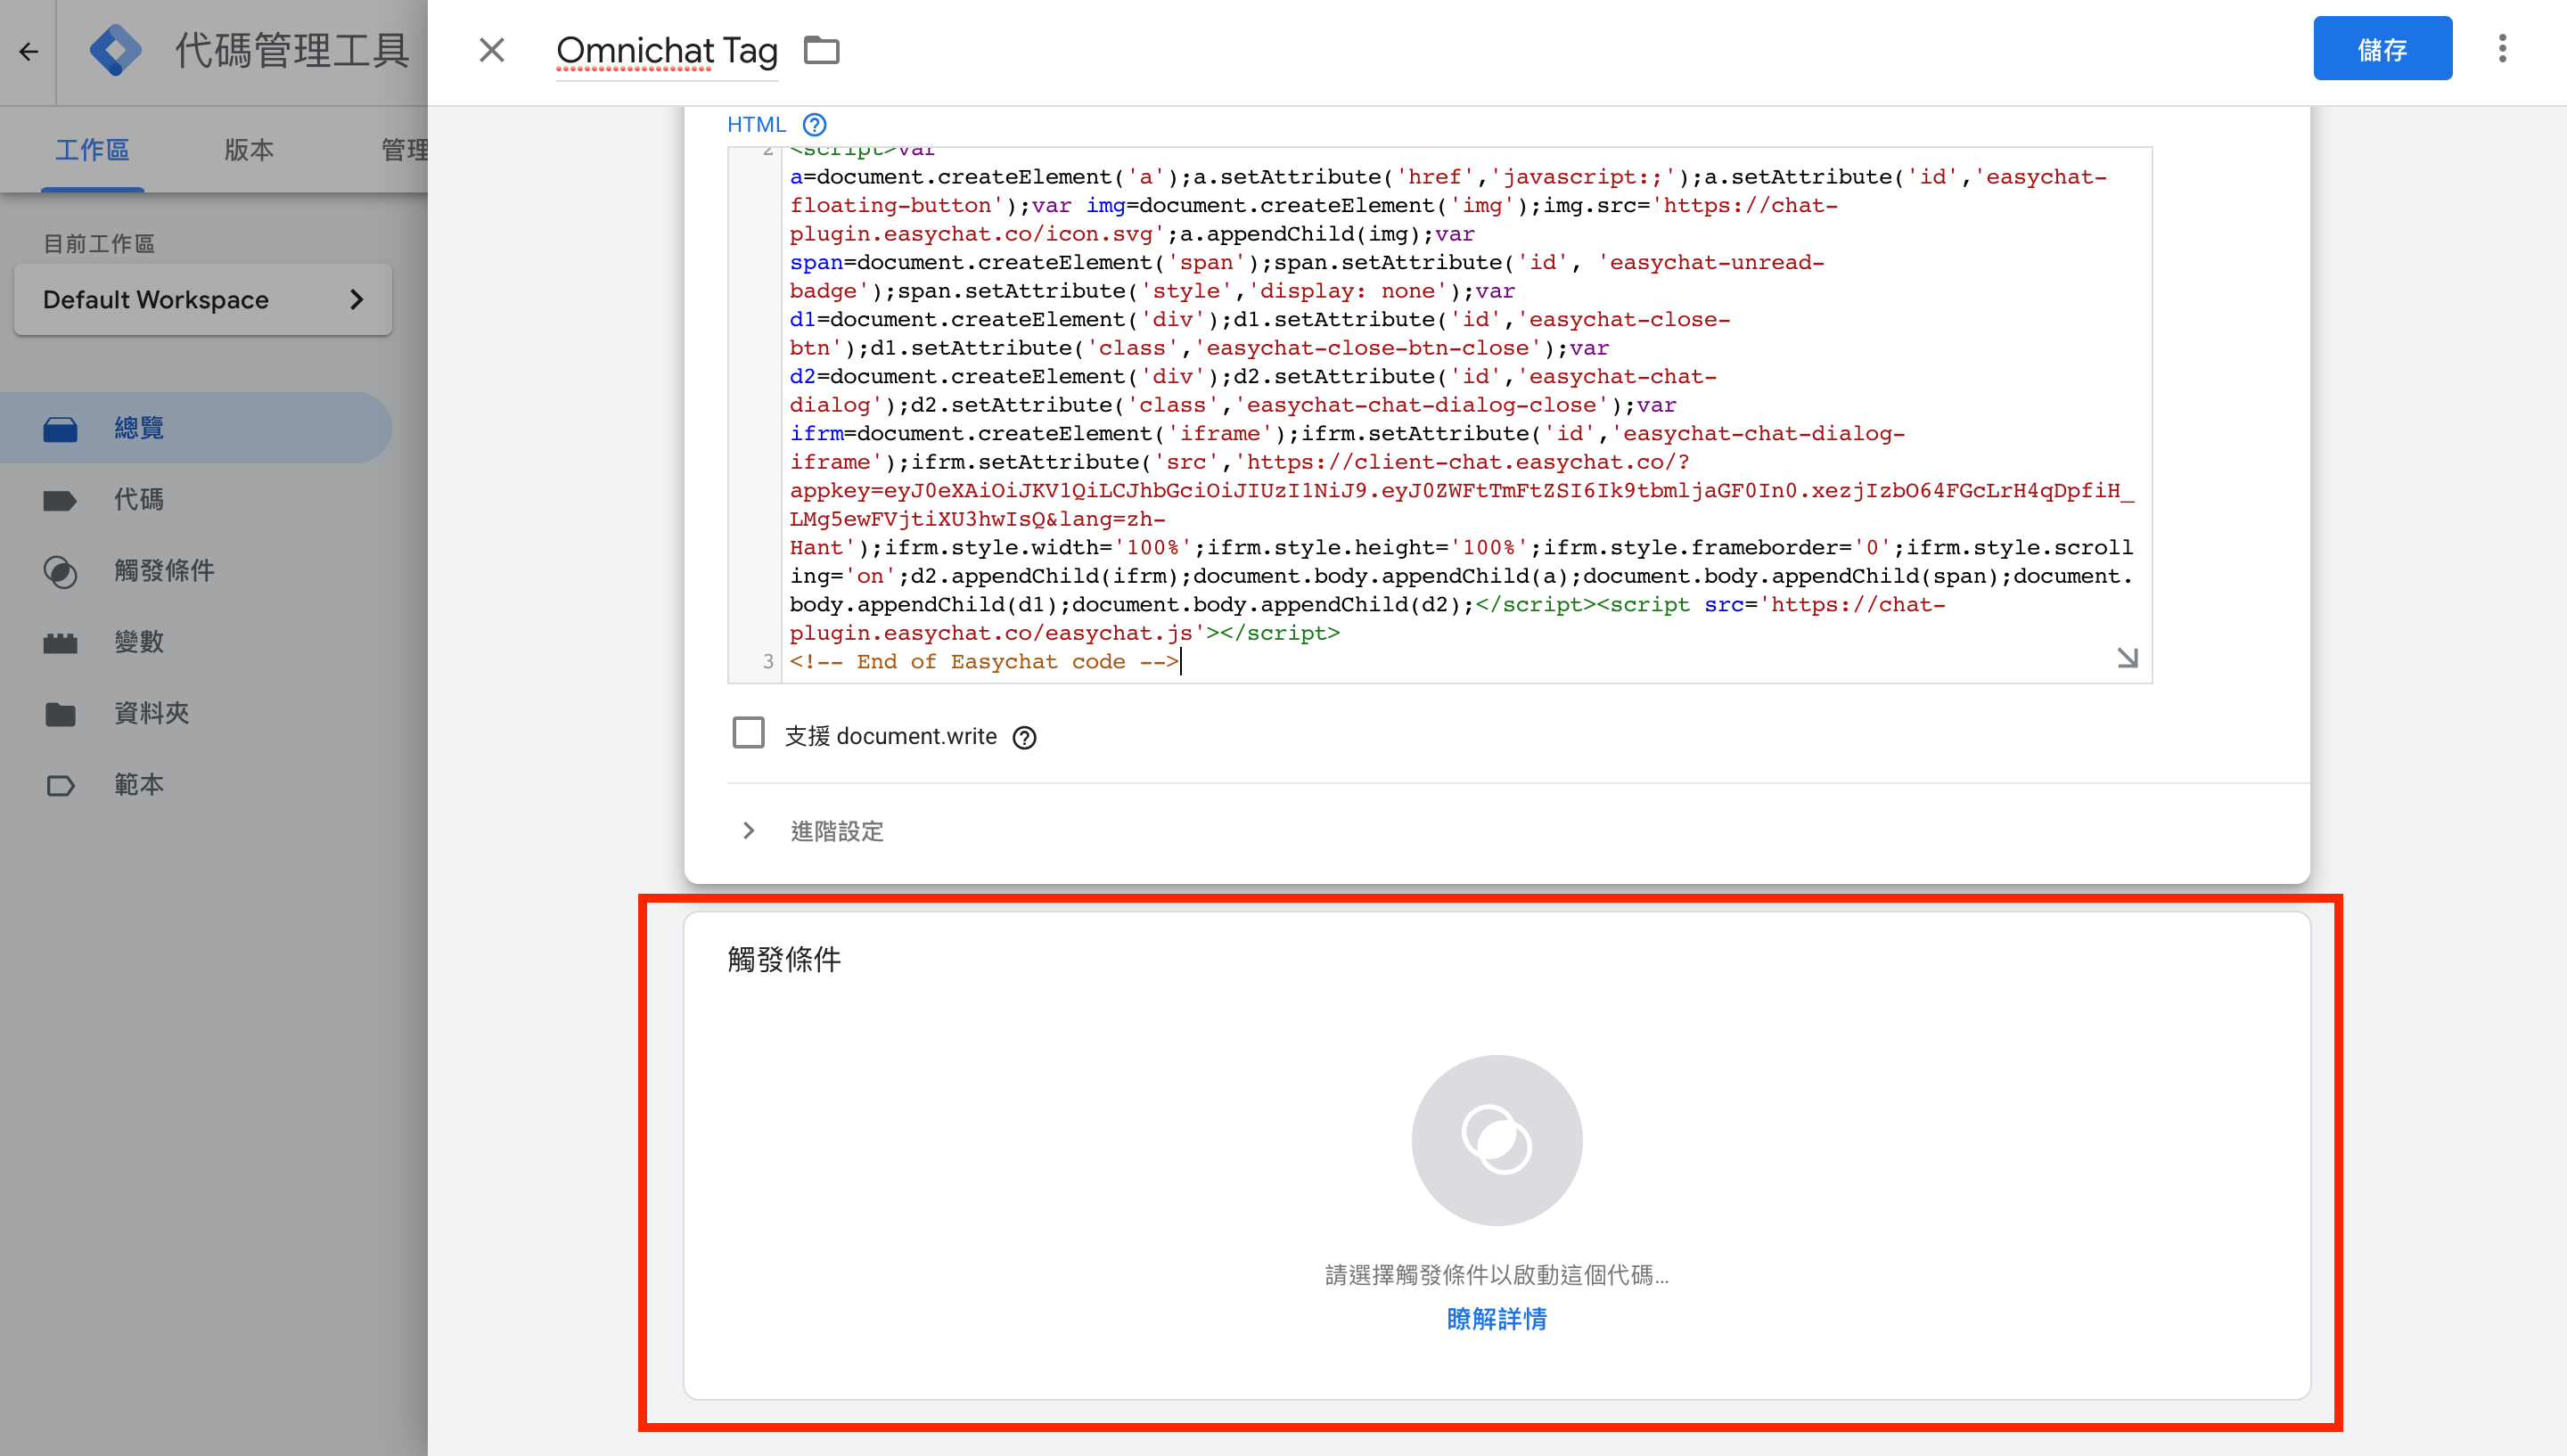 代碼管理工具
Omnichat Tag
儲存
工作區
版本
管理
目前工作區
Default Workspace
總覽
代碼
觸發條件
變數
資料夾
範本
HTML
2 <script>var
a=document.createElement('a');a.setAttribute('href','javascript:;');a.setAttribute('id','easychat-
floating-button');var img=document.createElement('img');img.src='https://chat-
plugin.easychat.co/icon.svg';a.appendChild(img);var
span=document.createElement('span');span.setAttribute('id', 'easychat-unread-
badge');span.setAttribute('style','display: none');var
d1=document.createElement('div');d1.setAttribute('id','easychat-close-
btn');d1.setAttribute('class','easychat-close-btn-close');var
d2=document.createElement('div');d2.setAttribute('id','easychat-chat-
dialog');d2.setAttribute('class','easychat-chat-dialog-close');var
ifrm=document.createElement('iframe');ifrm.setAttribute('id','easychat-chat-dialog-
iframe');ifrm.setAttribute('src','https://client-chat.easychat.co/?
appkey=eyJ0eXAiOiJKV1QiLCJhbGciOiJIUzI1NiJ9.eyJ0ZWFtTmFtZSI6Ik9tbmljaGF0In0.xezjIzbO64FGcLrH4qDpfiH_
LMg5ewFVjtiXU3hwIsQ&lang=zh-
Hant');ifrm.style.width='100%';ifrm.style.height='100%';ifrm.style.frameborder='0';ifrm.style.scroll
ing='on';d2.appendChild(ifrm);document.body.appendChild(a);document.body.appendChild(span);document.
body.appendChild(d1);document.body.appendChild(d2);</script><script src='https://chat-
plugin.easychat.co/easychat.js'></script>
3 <!-- End of Easychat code -->
支援 document.write
進階設定
觸發條件
請選擇觸發條件以啟動這個代碼...
瞭解詳情